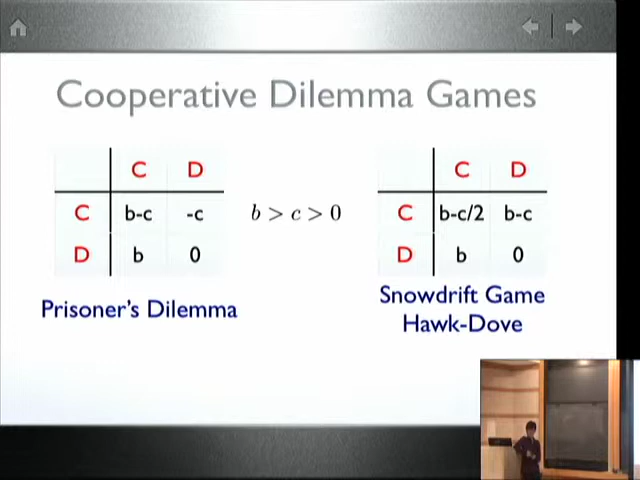 Cooperative Dilemma Games
C D
C b-c -c
D b 0
Prisoner's Dilemma
b > c > 0
C D
C b-c/2 b-c
D b 0
Snowdrift Game
Hawk-Dove